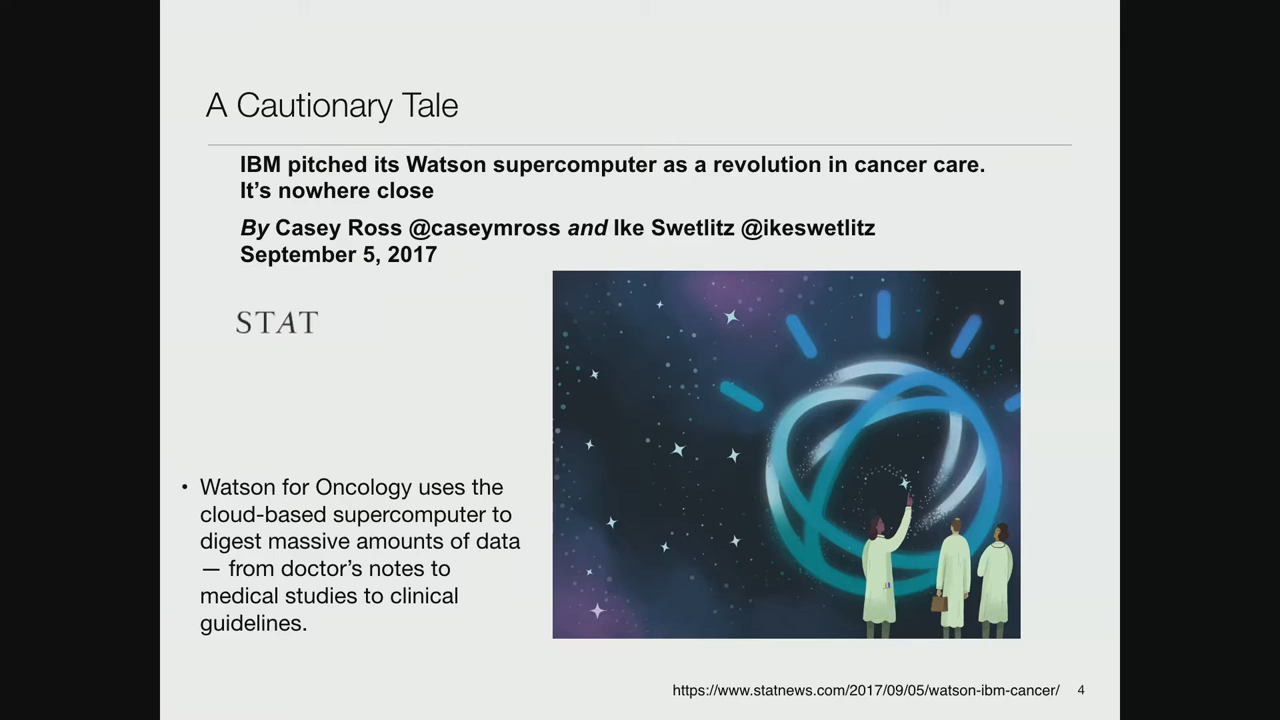 A Cautionary Tale
IBM pitched its Watson supercomputer as a revolution in cancer care.
It’s nowhere close
By Casey Ross @caseymross and Ike Swetlitz @ikeswetlitz
September 5, 2017
STAT
• Watson for Oncology uses the
cloud-based supercomputer to
digest massive amounts of data
— from doctor’s notes to
medical studies to clinical
guidelines.
https://www.statnews.com/2017/09/05/watson-ibm-cancer/ 4